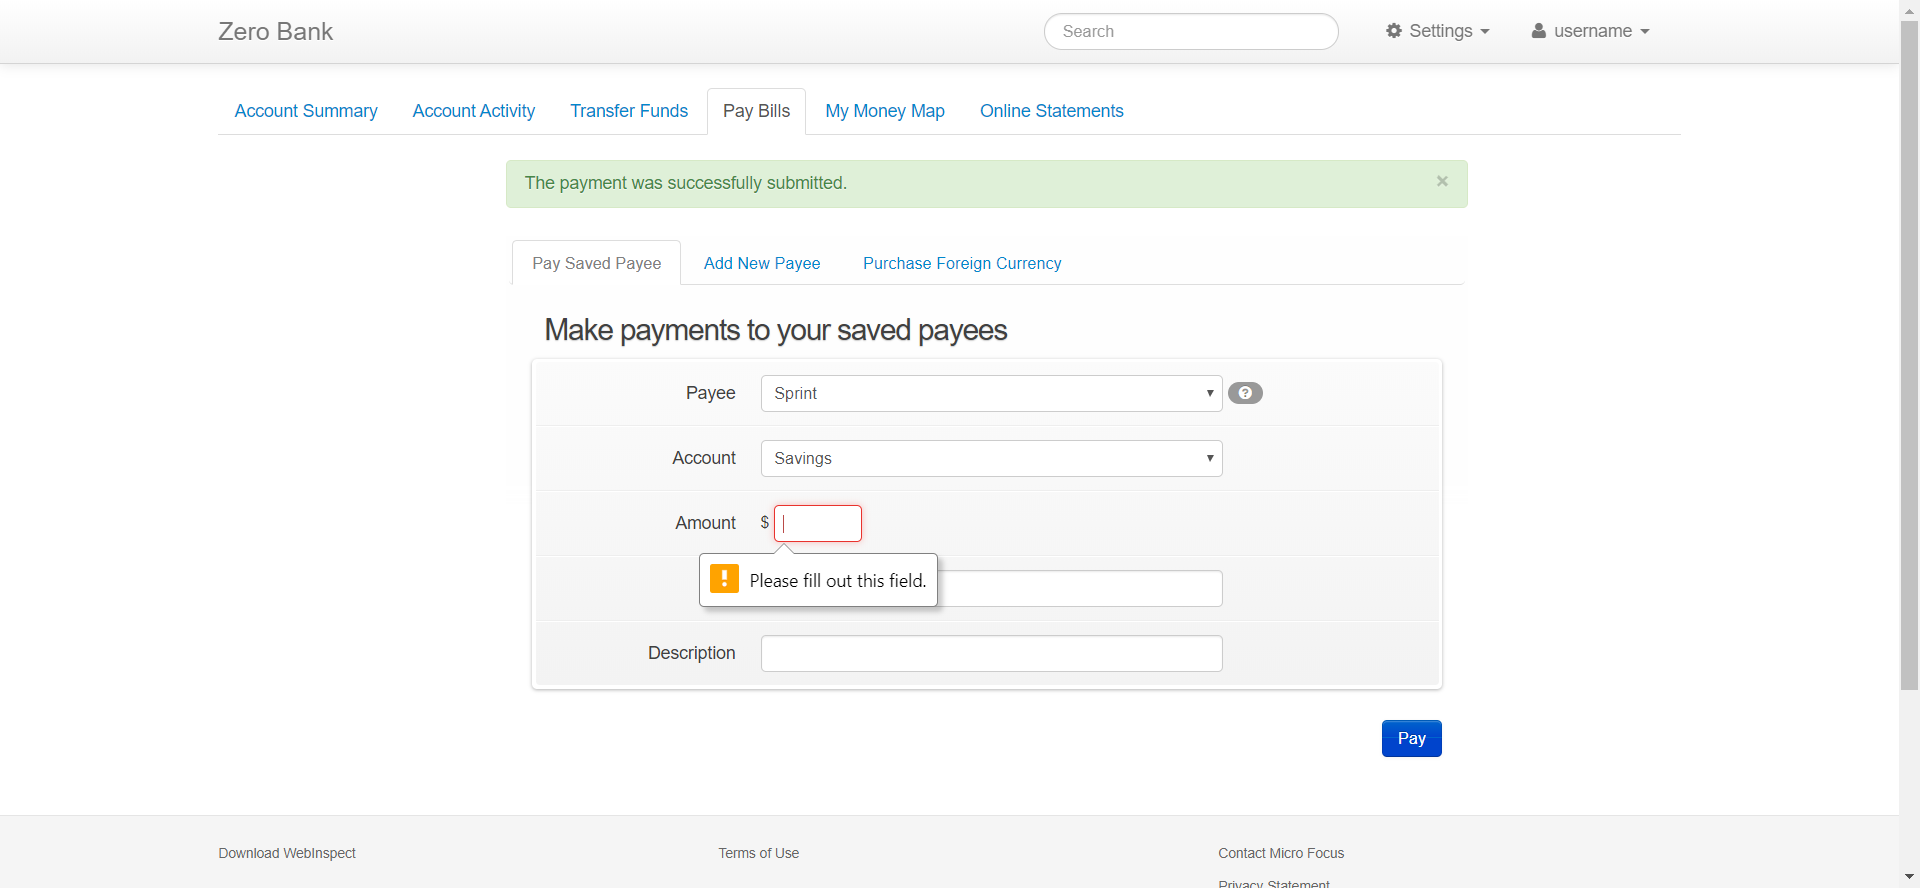 Zero Bank
Search
Settings
username
Account Summary
Account Activity
Transfer Funds
Pay Bills
My Money Map
Online Statements
The payment was successfully submitted.
×
Pay Saved Payee
Add New Payee
Purchase Foreign Currency
Make payments to your saved payees
Payee
Sprint
?
Account
Savings
Amount
$
! Please fill out this field.
Description
Pay
Download WebInspect
Terms of Use
Contact Micro Focus
Privacy Statement